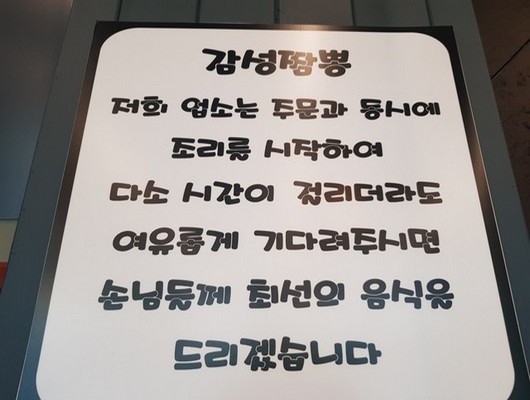 감성짬뽕
저희 업소는 주문과 동시에
조리를 시작하여
다소 시간이 걸리더라도
여유롭게 기다려주시면
손님들께 최선의 음식을
드리겠습니다